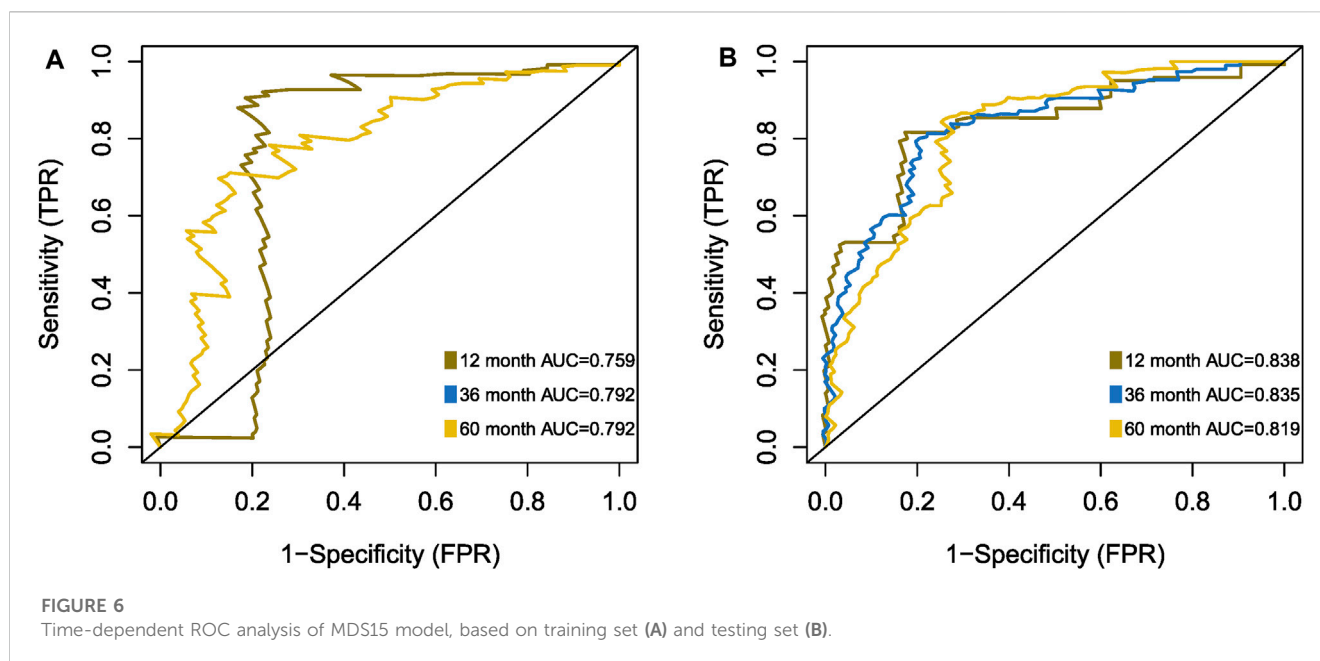 A
Sensitivity (TPR)
0.0 0.2 0.4 0.6 0.8 1.0
12 month AUC=0.759
36 month AUC=0.792
60 month AUC=0.792
0.0 0.2 0.4 0.6 0.8 1.0
1−Specificity (FPR)
B
Sensitivity (TPR)
0.0 0.2 0.4 0.6 0.8 1.0
12 month AUC=0.838
36 month AUC=0.835
60 month AUC=0.819
0.0 0.2 0.4 0.6 0.8 1.0
1−Specificity (FPR)
FIGURE 6
Time-dependent ROC analysis of MDS15 model, based on training set (A) and testing set (B).